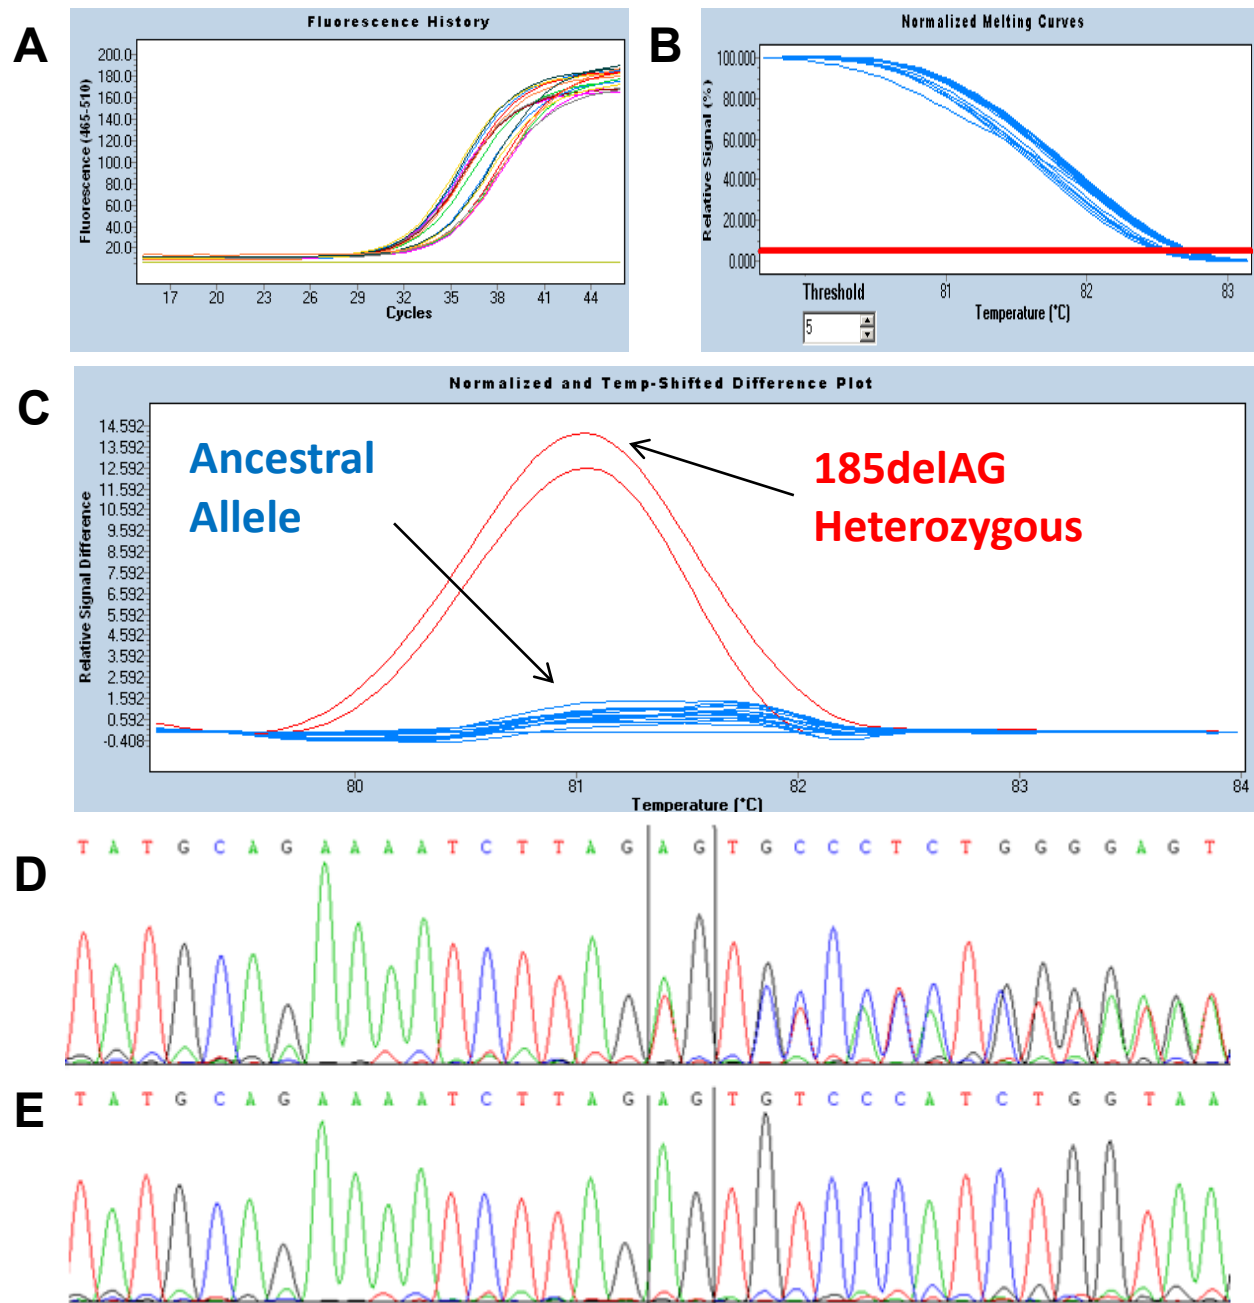 A
Fluorescence History
Fluorescence (465-510)
200.0
180.0
160.0
140.0
120.0
100.0
80.0
60.0
40.0
20.0
17 20 23 26 29 32 35 38 41 44
Cycles
B
Normalized Melting Curves
Relative Signal (%)
100.000
80.000
60.000
40.000
20.000
0.000
81 82 83
Threshold
5
Temperature (°C)
C
Normalized and Temp-Shifted Difference Plot
Relative Signal Difference
14.592
13.592
12.592
11.592
10.592
9.592
8.592
7.592
6.592
5.592
4.592
3.592
2.592
1.592
0.592
-0.408
Ancestral
Allele
185delAG
Heterozygous
80 81 82 83 84
Temperature (°C)
D
T A T G C A G A A A A T C T T A G A G T G C C C T C T G G G G A G T
E
T A T G C A G A A A A T C T T A G A G T G T C C C A T C T G G T A A